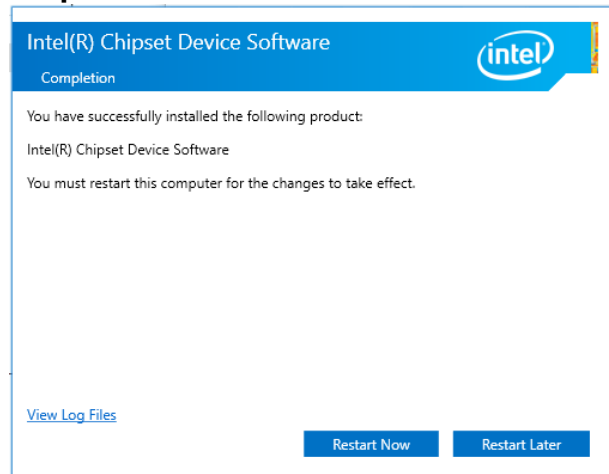 Intel(R) Chipset Device Software
intel
Completion
You have successfully installed the following product:
Intel(R) Chipset Device Software
You must restart this computer for the changes to take effect.
View Log Files
Restart Now
Restart Later